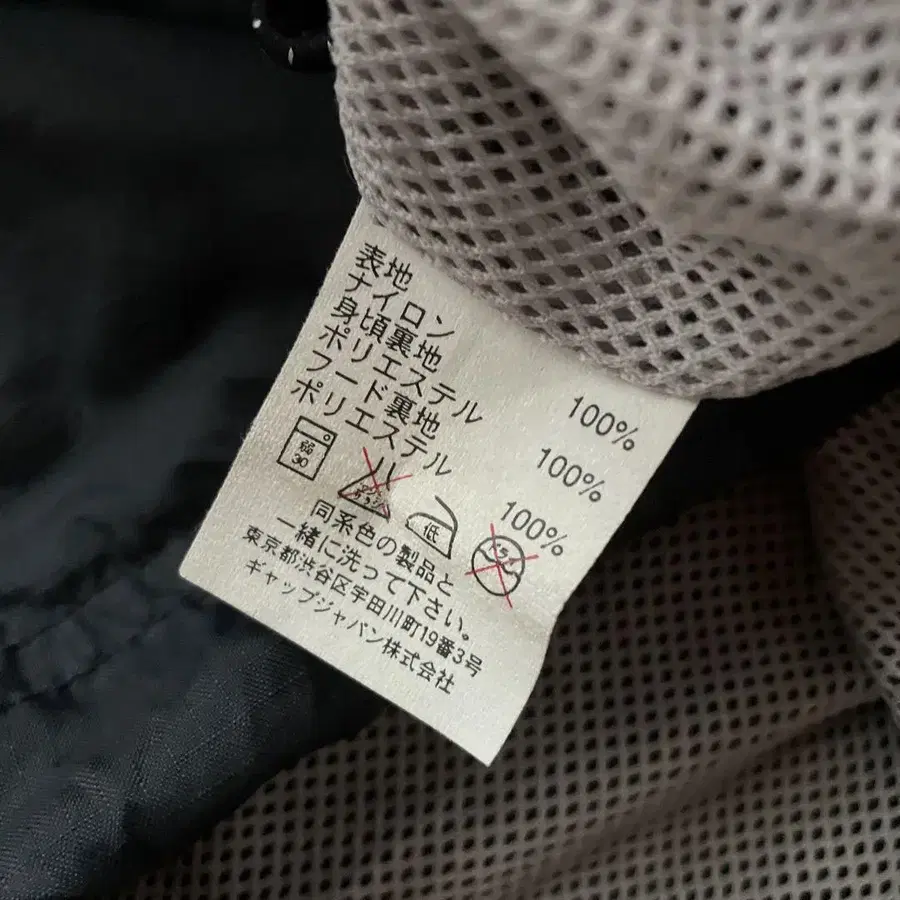 表地
ナイロン 100%
身頃裏地
ポリエステル 100%
フード裏地
ポリエステル 100%
弱
30
低
同系色の製品と
一緒に洗って下さい。
東京都渋谷区宇田川町19番3号
ギャップジャパン株式会社